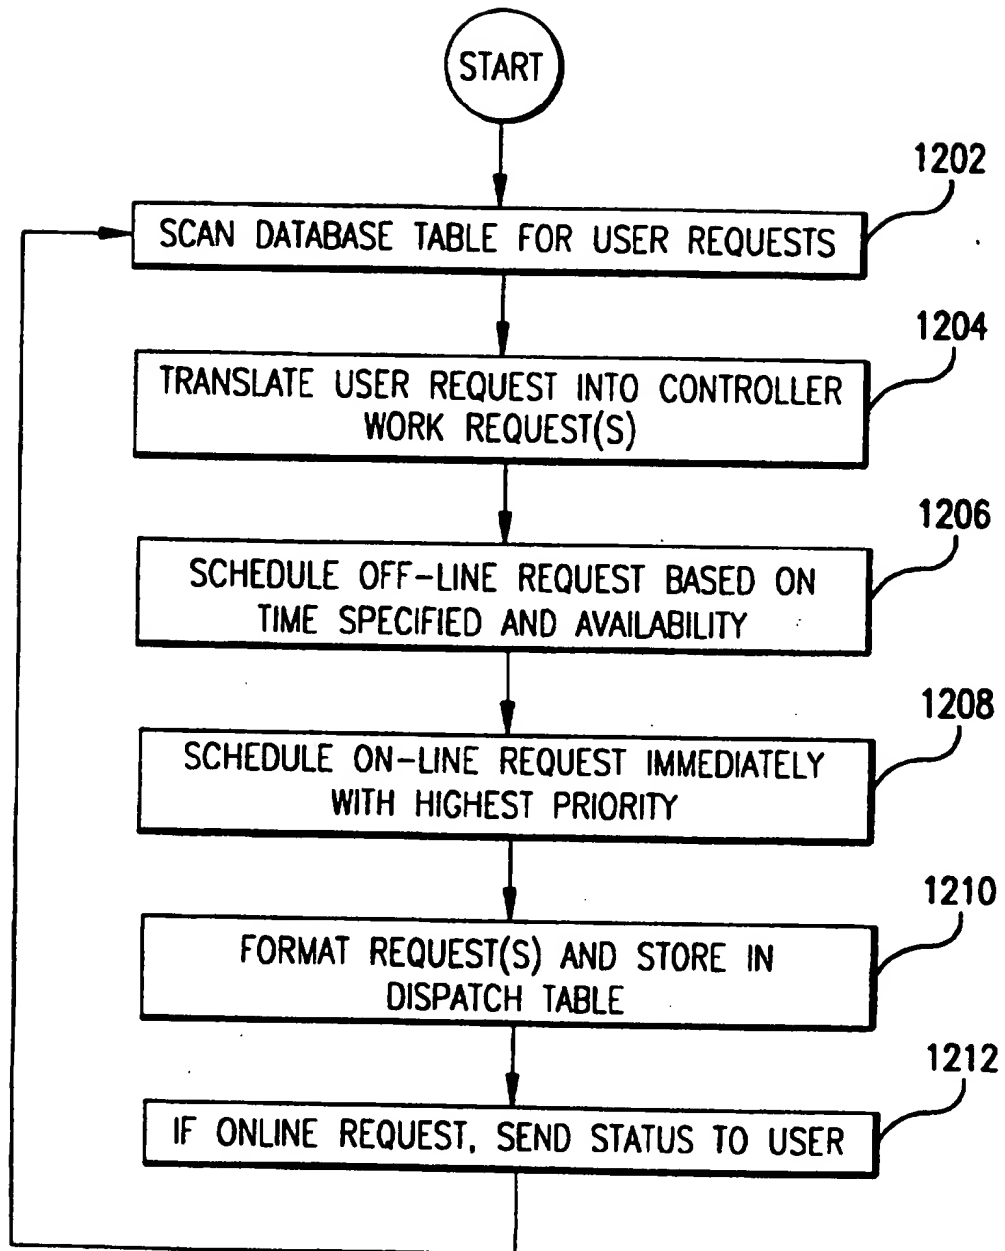 START
1202
SCAN DATABASE TABLE FOR USER REQUESTS
1204
TRANSLATE USER REQUEST INTO CONTROLLER
WORK REQUEST(S)
1206
SCHEDULE OFF-LINE REQUEST BASED ON
TIME SPECIFIED AND AVAILABILITY
1208
SCHEDULE ON-LINE REQUEST IMMEDIATELY
WITH HIGHEST PRIORITY
1210
FORMAT REQUEST(S) AND STORE IN
DISPATCH TABLE
1212
IF ONLINE REQUEST, SEND STATUS TO USER